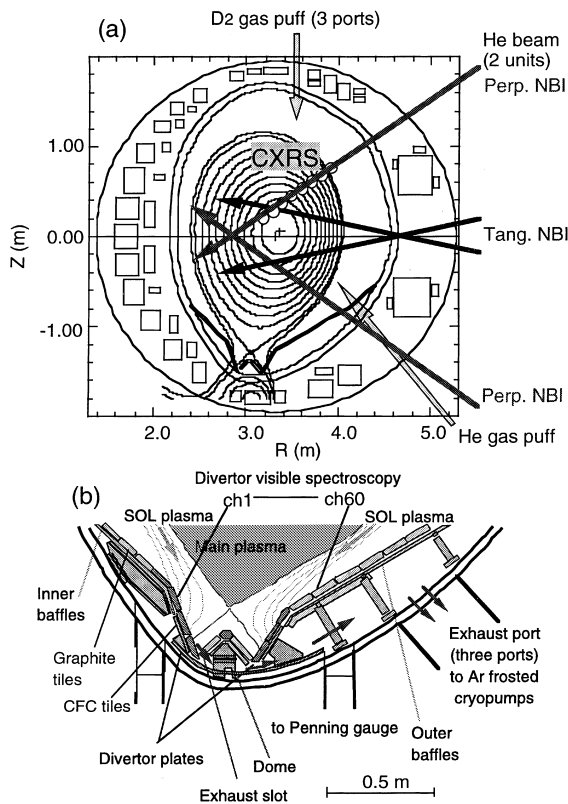 (a)
D2 gas puff (3 ports)
He beam
(2 units)
Perp. NBI
CXRS
1.00
0.00
-1.00
Z (m)
Tang. NBI
Perp. NBI
He gas puff
2.0 3.0 4.0 5.0
R (m)
(b)
Divertor visible spectroscopy
ch1 ch60
SOL plasma
SOL plasma
Main plasma
Inner
baffles
Graphite
tiles
CFC tiles
Divertor plates
Exhaust slot
Dome
to Penning gauge
Outer
baffles
Exhaust port
(three ports)
to Ar frosted
cryopumps
0.5 m